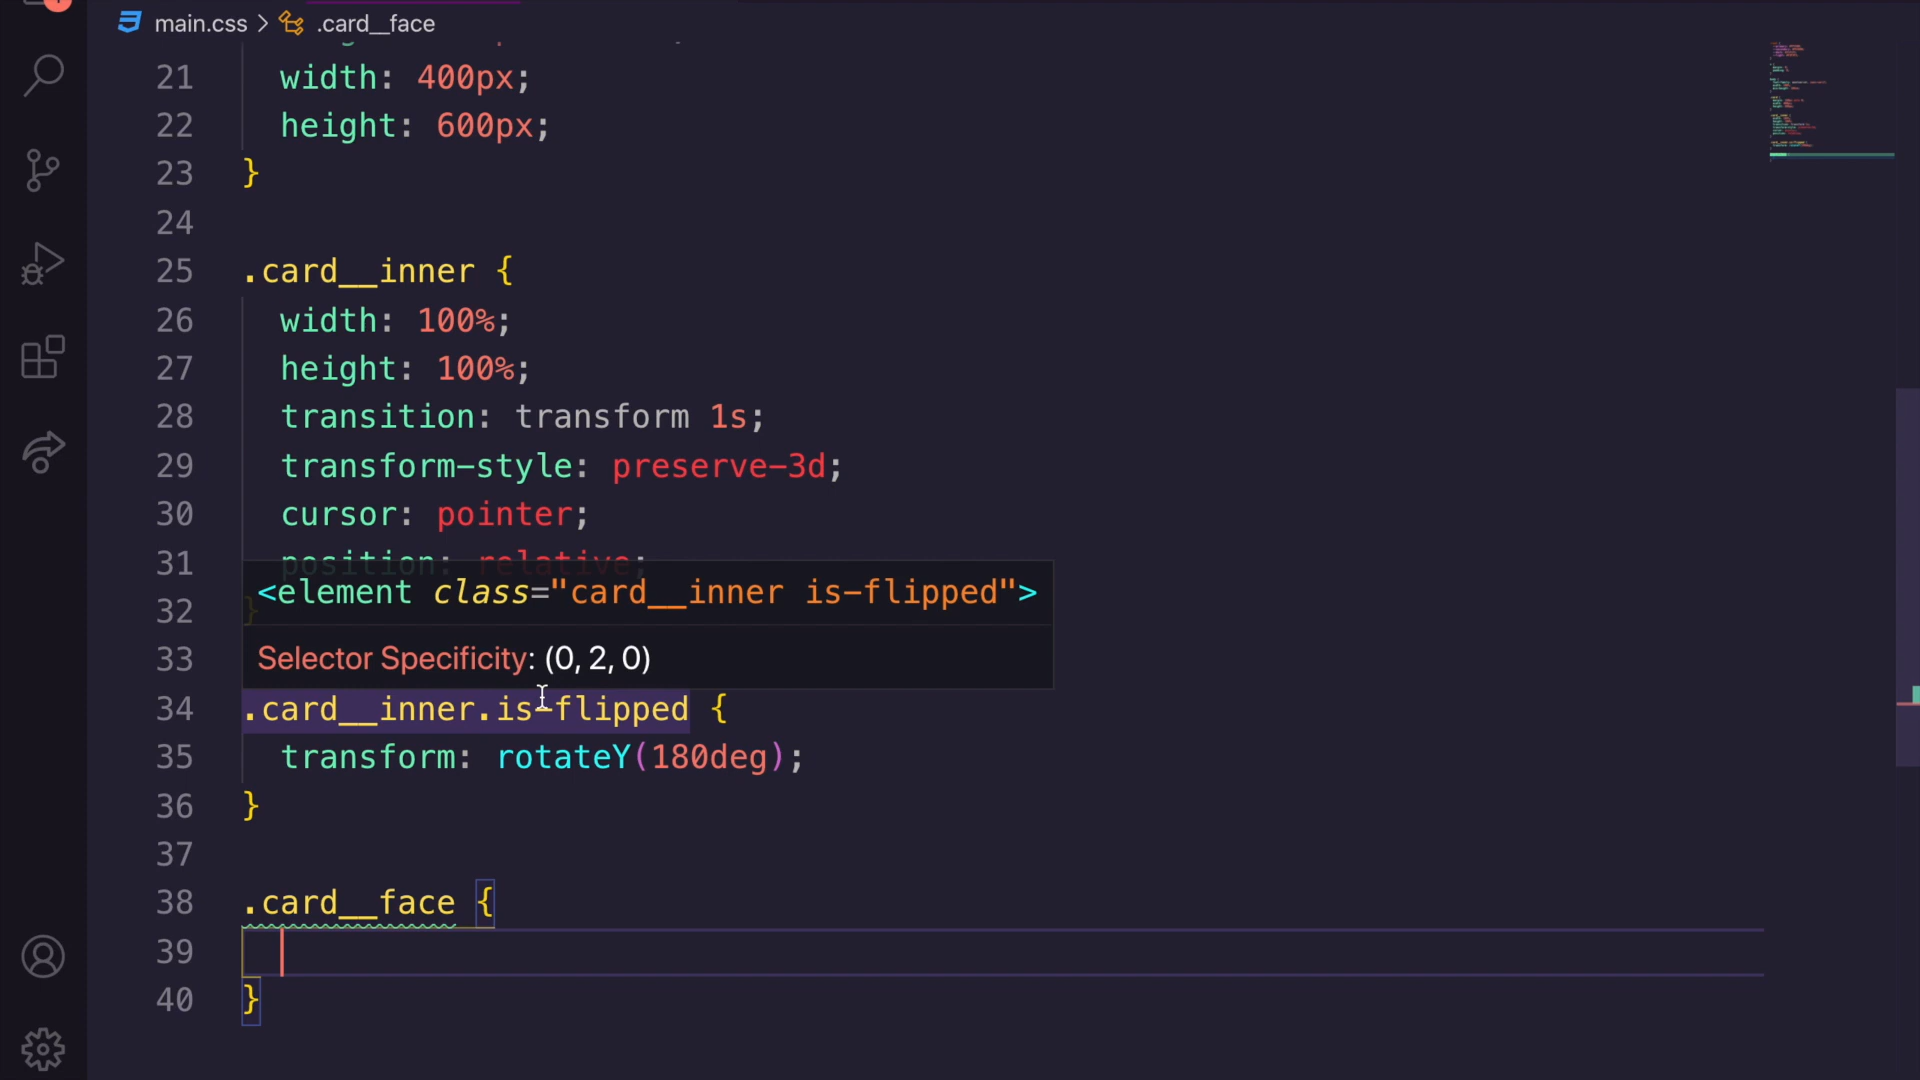 main.css > .card__face
21 width: 400px;
22 height: 600px;
23 }
24
25 .card__inner {
26 width: 100%;
27 height: 100%;
28 transition: transform 1s;
29 transform-style: preserve-3d;
30 cursor: pointer;
31 position: relative;
<element class="card__inner is-flipped">
32 }
33 Selector Specificity: (0, 2, 0)
34 .card__inner.is-flipped {
35 transform: rotateY(180deg);
36 }
37
38 .card__face {
39
40 }